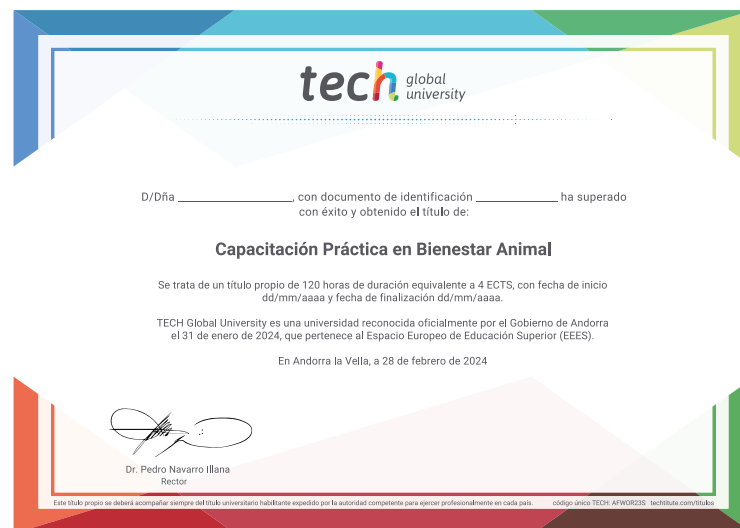 tech global university
D/Dña ____________________, con documento de identificación ______________ ha superado
con éxito y obtenido el título de:
Capacitación Práctica en Bienestar Animal
Se trata de un título propio de 120 horas de duración equivalente a 4 ECTS, con fecha de inicio
dd/mm/aaaa y fecha de finalización dd/mm/aaaa.
TECH Global University es una universidad reconocida oficialmente por el Gobierno de Andorra
el 31 de enero de 2024, que pertenece al Espacio Europeo de Educación Superior (EEES).
En Andorra la Vella, a 28 de febrero de 2024
Dr. Pedro Navarro Illana
Rector
Este título propio se deberá acompañar siempre del título universitario habilitante expedido por la autoridad competente para ejercer profesionalmente en cada país. código único TECH: AFWOR23S techtitute.com/titulos